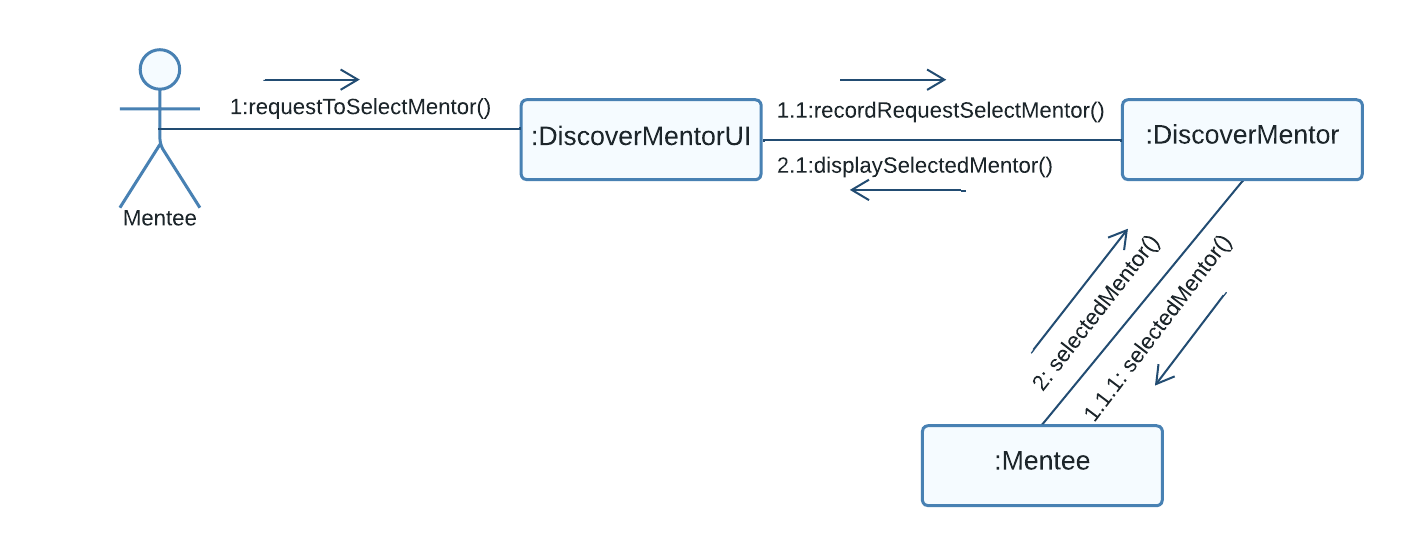 1:requestToSelectMentor()
:DiscoverMentorUI
1.1:recordRequestSelectMentor()
:DiscoverMentor
2.1:displaySelectedMentor()
Mentee
2: selectedMentor()
1.1.1: selectedMentor()
:Mentee